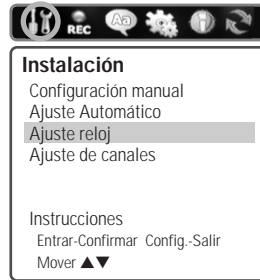 REC Aa i
Instalación
Configuración manual
Ajuste Automático
Ajuste reloj
Ajuste de canales
Instrucciones
Entrar-Confirmar Config.-Salir
Mover ▲▼